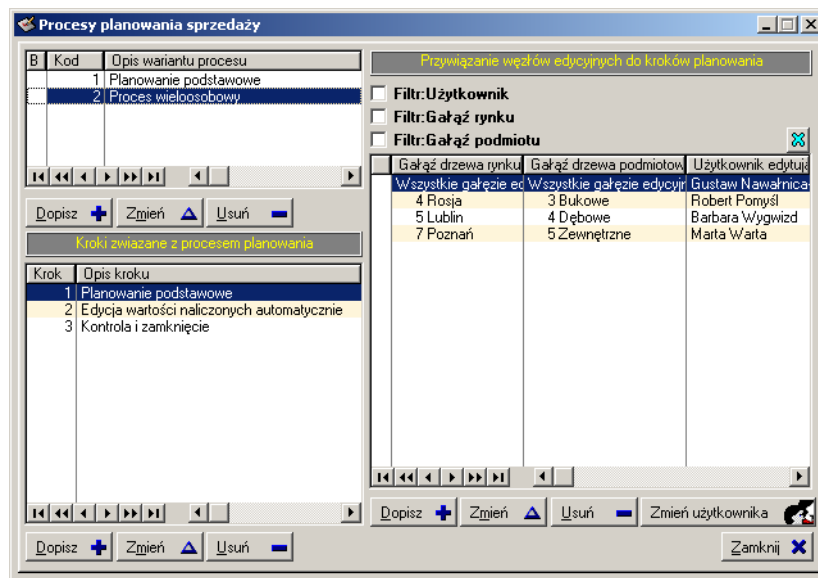 Procesy planowania sprzedaży
B Kod Opis wariantu procesu
1 Planowanie podstawowe
2 Proces wieloosobowy
Dopisz Zmień Usuń
Kroki zwiazane z procesem planowania
Krok Opis kroku
1 Planowanie podstawowe
2 Edycja wartości naliczonych automatycznie
3 Kontrola i zamknięcie
Dopisz Zmień Usuń
Przywiązanie węzłów edycyjnych do kroków planowania
Filtr:Użytkownik
Filtr:Gałąź rynku
Filtr:Gałąź podmiotu
Gałąź drzewa rynku Gałąź drzewa podmiotow Użytkownik edytują
Wszystkie gałęzie ed Wszystkie gałęzie edycyjn Gustaw Nawałnica-
4 Rosja 3 Bukowe Robert Pomyśl
5 Lublin 4 Dębowe Barbara Wygwizd
7 Poznań 5 Zewnętrzne Marta Warta
Dopisz Zmień Usuń Zmień użytkownika
Zamknij